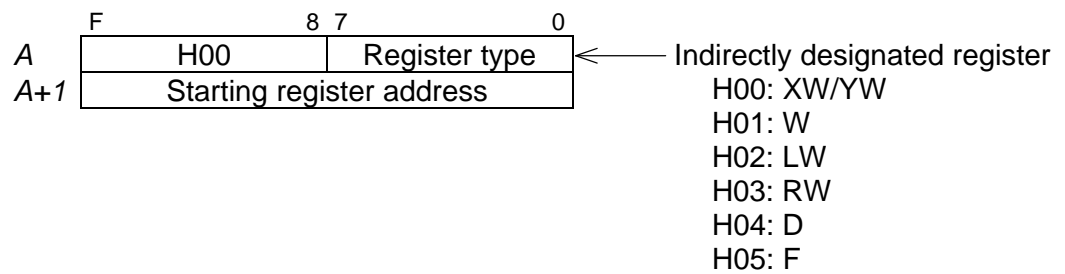 F 8 7 0
A H00 Register type Indirectly designated register
A+1 Starting register address H00: XW/YW
H01: W
H02: LW
H03: RW
H04: D
H05: F